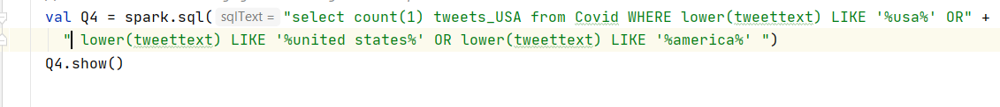 val Q4 = spark.sql( sqlText = "select count(1) tweets_USA from Covid WHERE lower(tweettext) LIKE '%usa%' OR" +
" lower(tweettext) LIKE '%united states%' OR lower(tweettext) LIKE '%america%' ")
Q4.show()